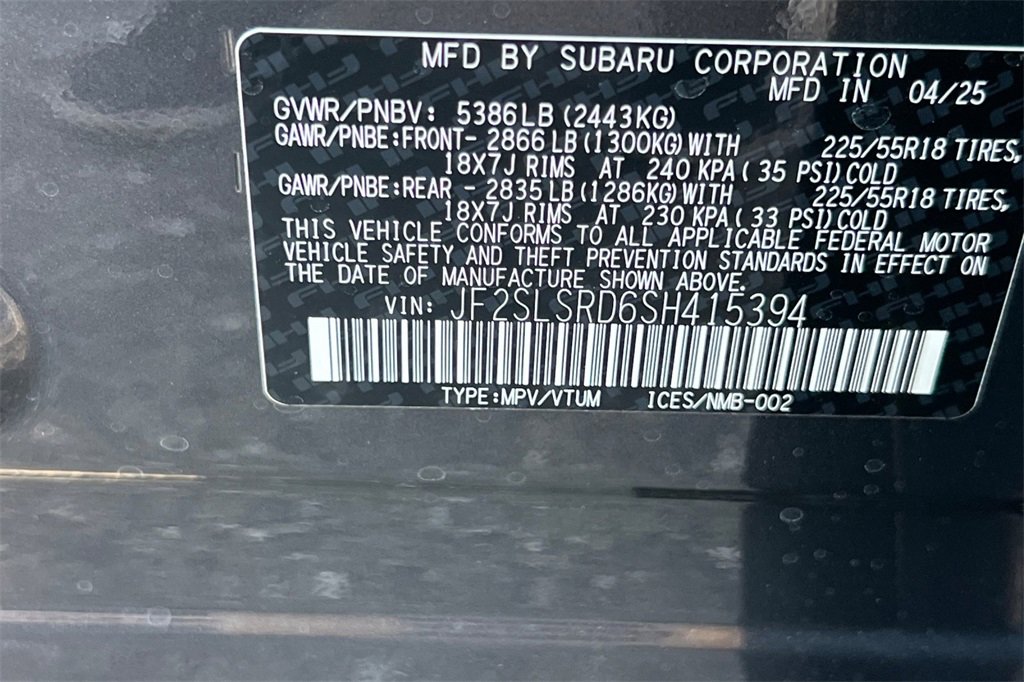 MFD BY SUBARU CORPORATION
MFD IN 04/25
GVWR/PNBV: 5386LB (2443KG)
GAWR/PNBE:FRONT- 2866 LB (1300KG) WITH 225/55R18 TIRES,
18X7J RIMS AT 240 KPA ( 35 PSI) COLD
GAWR/PNBE:REAR - 2835 LB (1286KG) WITH 225/55R18 TIRES,
18X7J RIMS AT 230 KPA ( 33 PSI) COLD
THIS VEHICLE CONFORMS TO ALL APPLICABLE FEDERAL MOTOR
VEHICLE SAFETY AND THEFT PREVENTION STANDARDS IN EFFECT ON
THE DATE OF MANUFACTURE SHOWN ABOVE.
VIN: JF2SLSRD6SH415394
TYPE:MPV/VTUM ICES/NMB-002